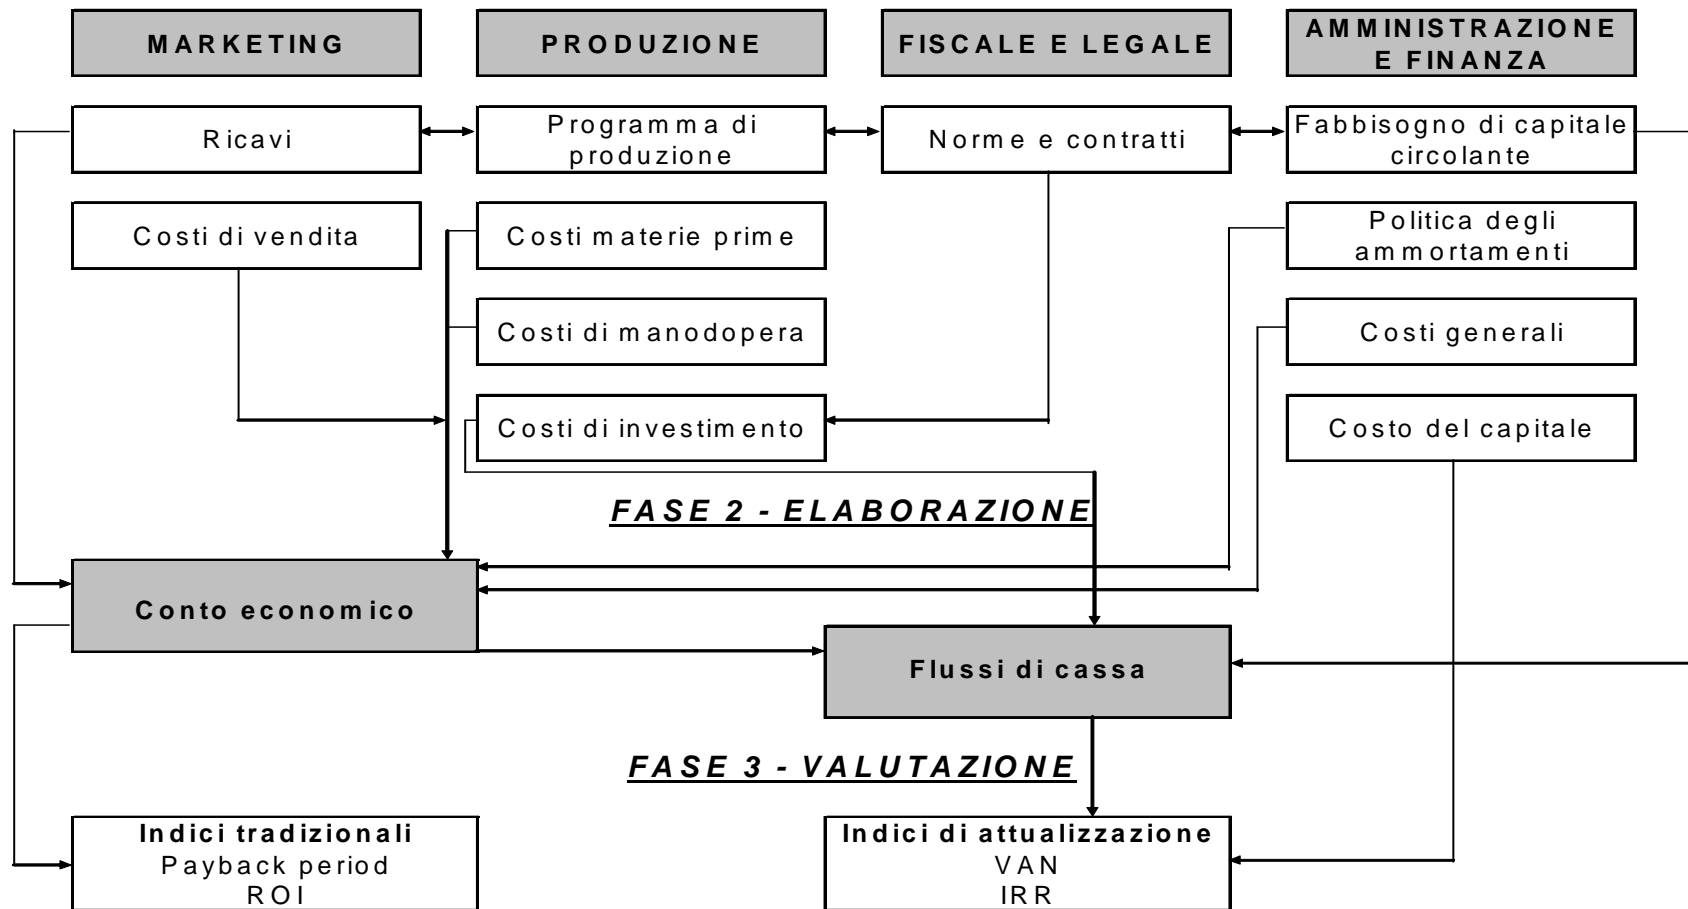 MARKETING
PRODUZIONE
FISCALE E LEGALE
AMMINISTRAZIONE
E FINANZA
Ricavi
Programma di
produzione
Norme e contratti
Fabbisogno di capitale
circolante
Costi di vendita
Costi materie prime
Politica degli
ammortamenti
Costi di manodopera
Costi generali
Costi di investimento
Costo del capitale
FASE 2 - ELABORAZIONE
Conto economico
Flussi di cassa
FASE 3 - VALUTAZIONE
Indici tradizionali
Payback period
ROI
Indici di attualizzazione
VAN
IRR